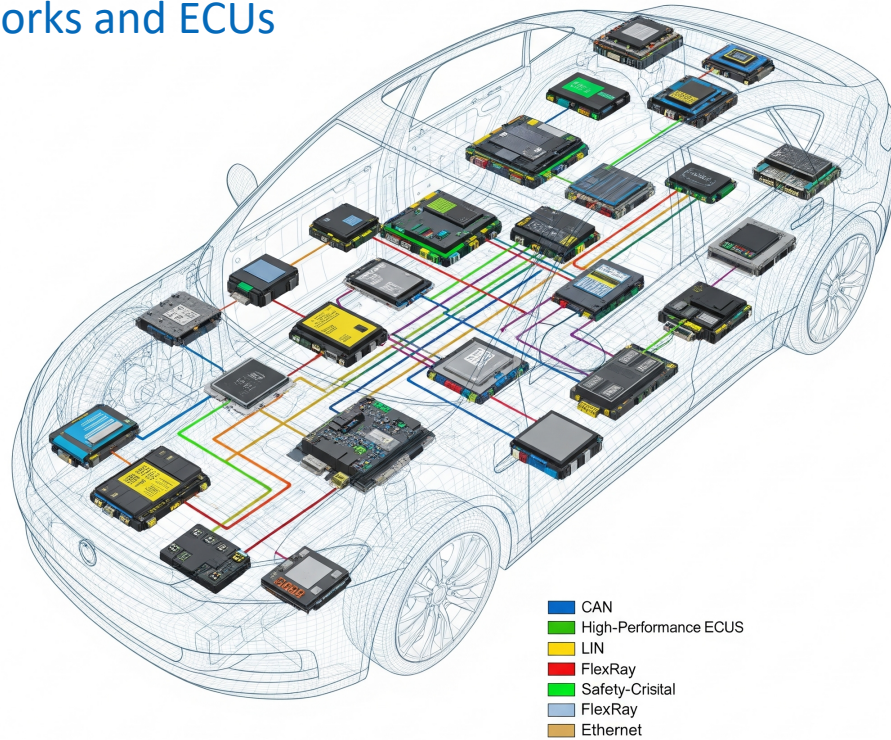 orks and ECUs
CAN
High-Performance ECUS
LIN
FlexRay
Safety-Crisital
FlexRay
Ethernet